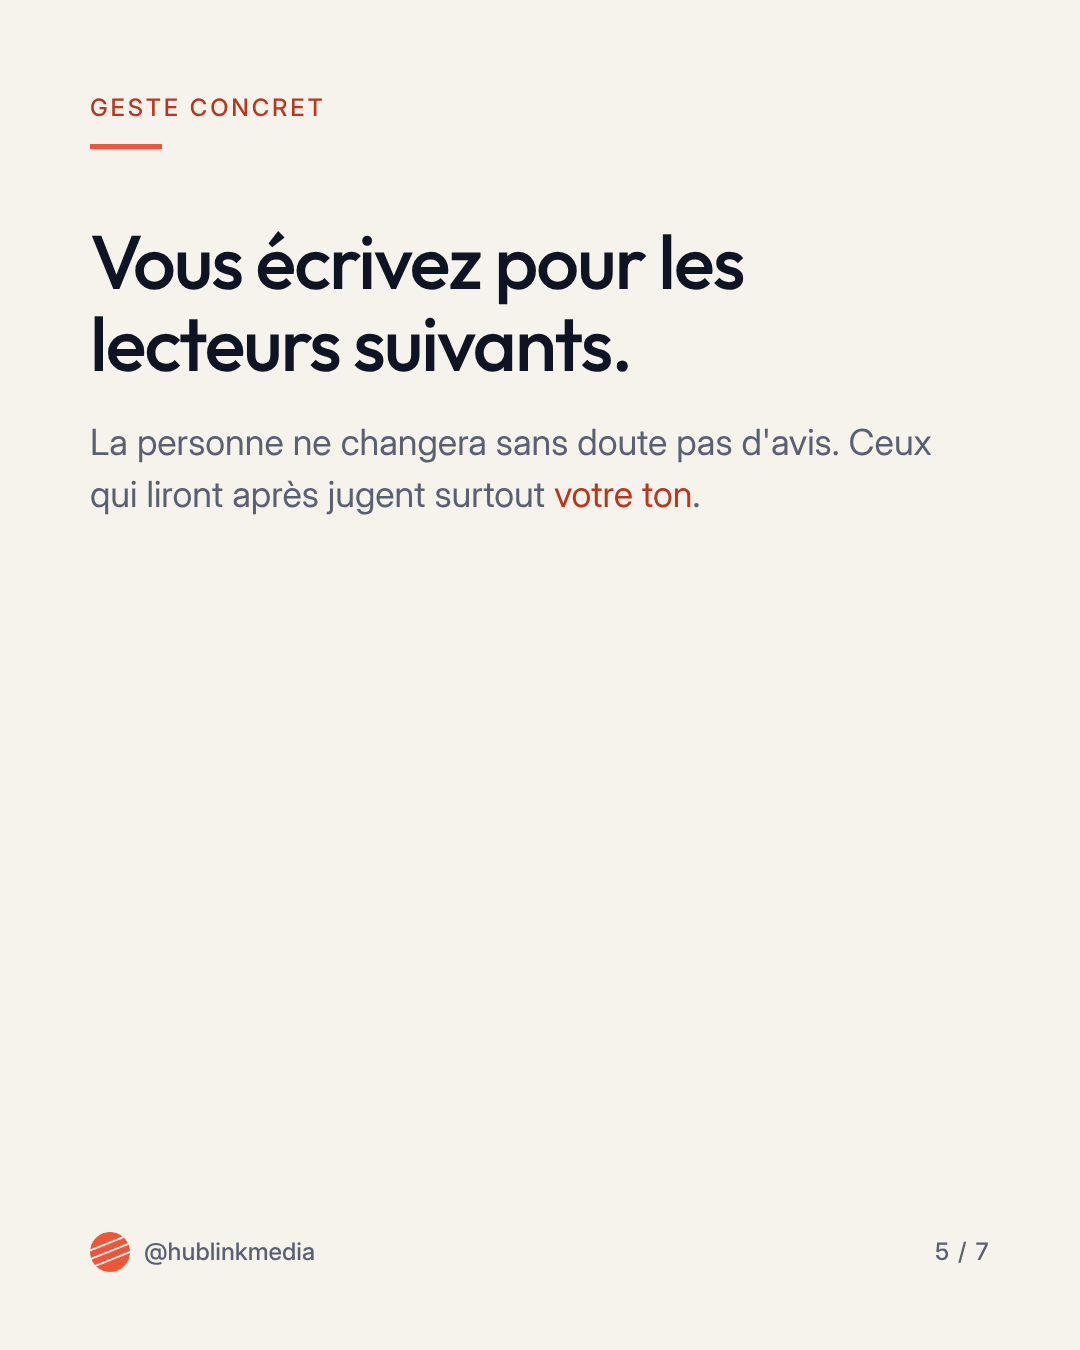 GESTE CONCRET
Vous écrivez pour les
lecteurs suivants.
La personne ne changera sans doute pas d'avis. Ceux
qui liront après jugent surtout votre ton.
@hublinkmedia
5 / 7